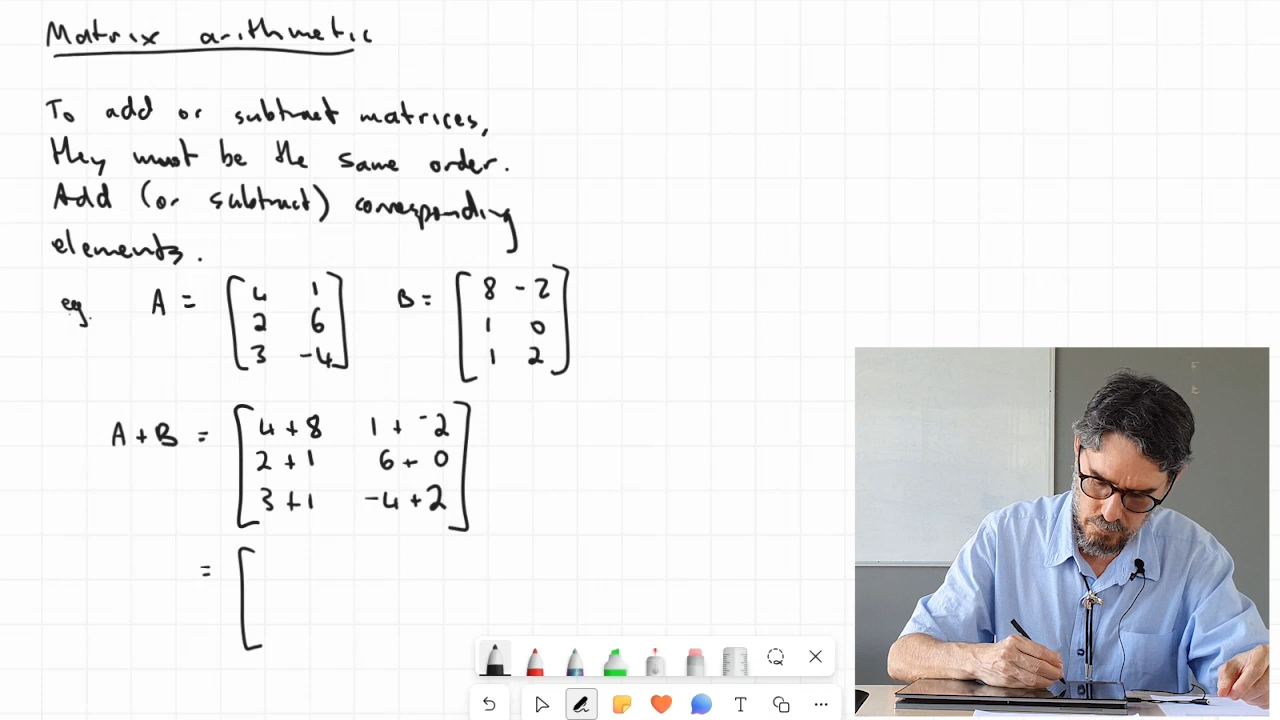 Matrix arithmetic
To add or subtract matrices,
they must be the same order.
Add (or subtract) corresponding
elements.
eg. A = [4 1 B = [8 -2
2 6 1 0
3 -4] 1 2]
A + B = [4 + 8 1 + -2
2 + 1 6 + 0
3 + 1 -4 + 2]
= [
T